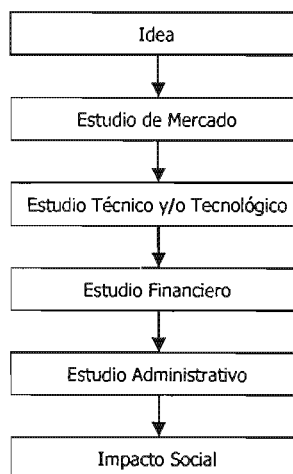 Idea
Estudio de Mercado
Estudio Técnico y/o Tecnológico
Estudio Financiero
Estudio Administrativo
Impacto Social